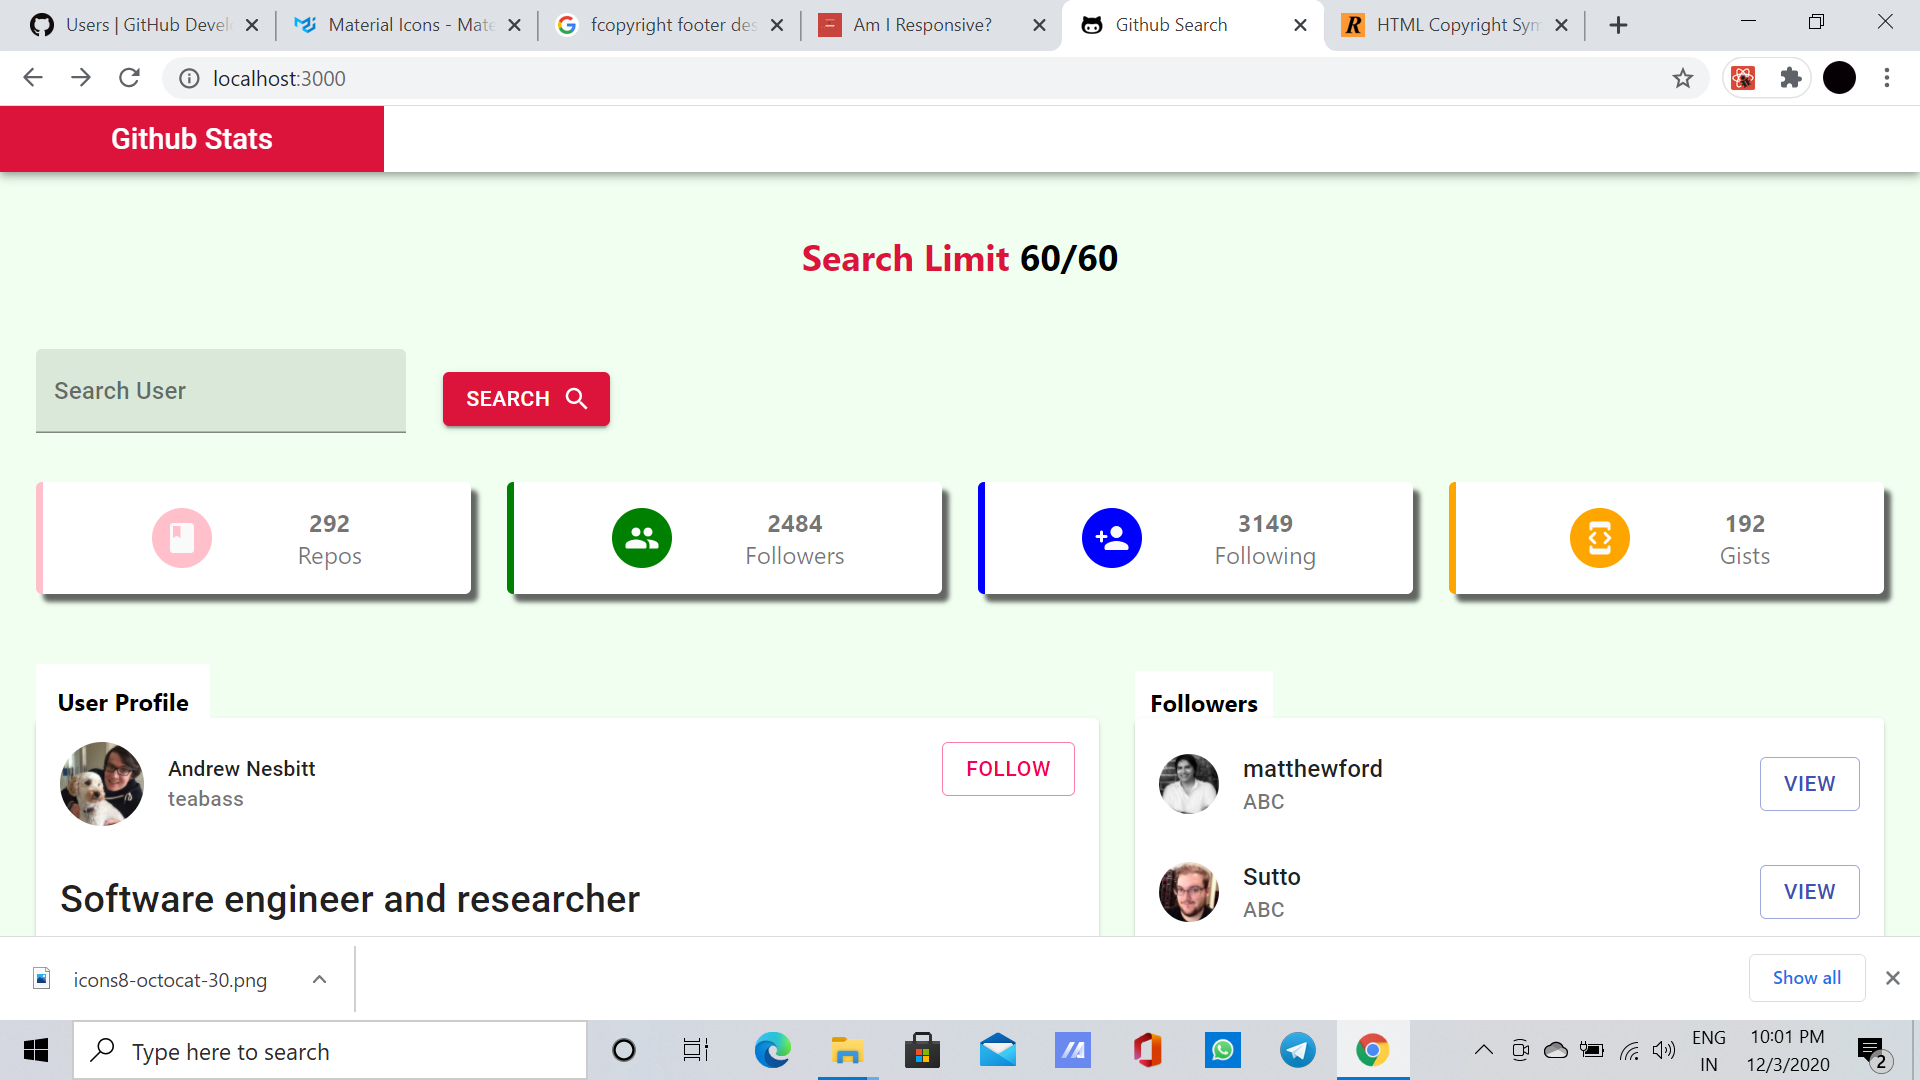 Users | GitHub Devel
Material Icons - Mate
fcopyright footer des
Am I Responsive?
Github Search
HTML Copyright Sym
localhost:3000
Github Stats
Search Limit 60/60
Search User
SEARCH
292
Repos
2484
Followers
3149
Following
192
Gists
User Profile
Andrew Nesbitt
teabass
FOLLOW
Software engineer and researcher
Followers
matthewford
ABC
VIEW
Sutto
ABC
VIEW
icons8-octocat-30.png
Show all
Type here to search
ENG
IN
10:01 PM
12/3/2020
2